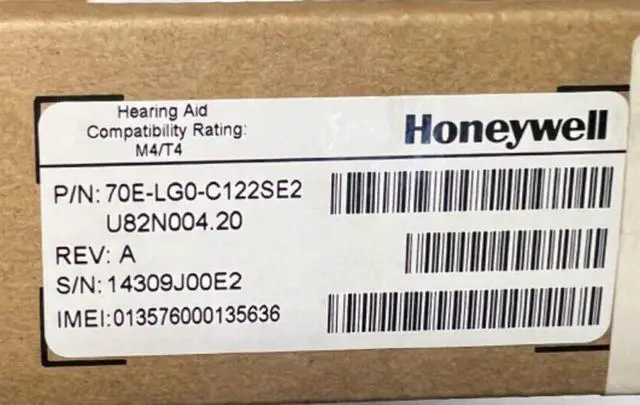 Hearing Aid
Compatibility Rating:
M4/T4
Honeywell
P/N: 70E-LG0-C122SE2
U82N004.20
REV: A
S/N: 14309J00E2
IMEI:013576000135636